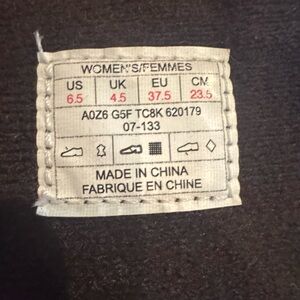 WOMEN'S/FEMMES
US UK EU CM
6.5 4.5 37.5 23.5
A0Z6 G5F TC8K 620179
07-133
MADE IN CHINA
FABRIQUE EN CHINE